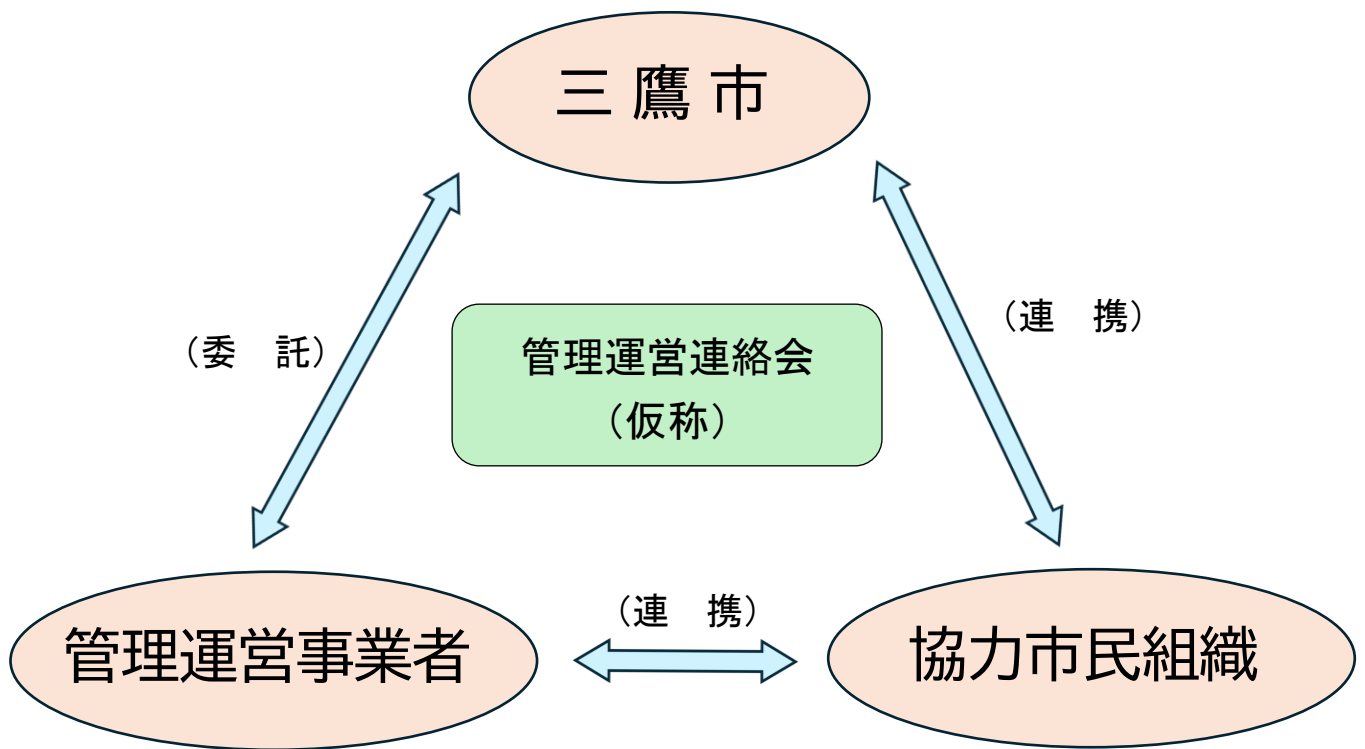 三 鷹 市
（連　携）
（委　託）
管理運営連絡会
（仮称）
（連　携）
管理運営事業者
協力市民組織